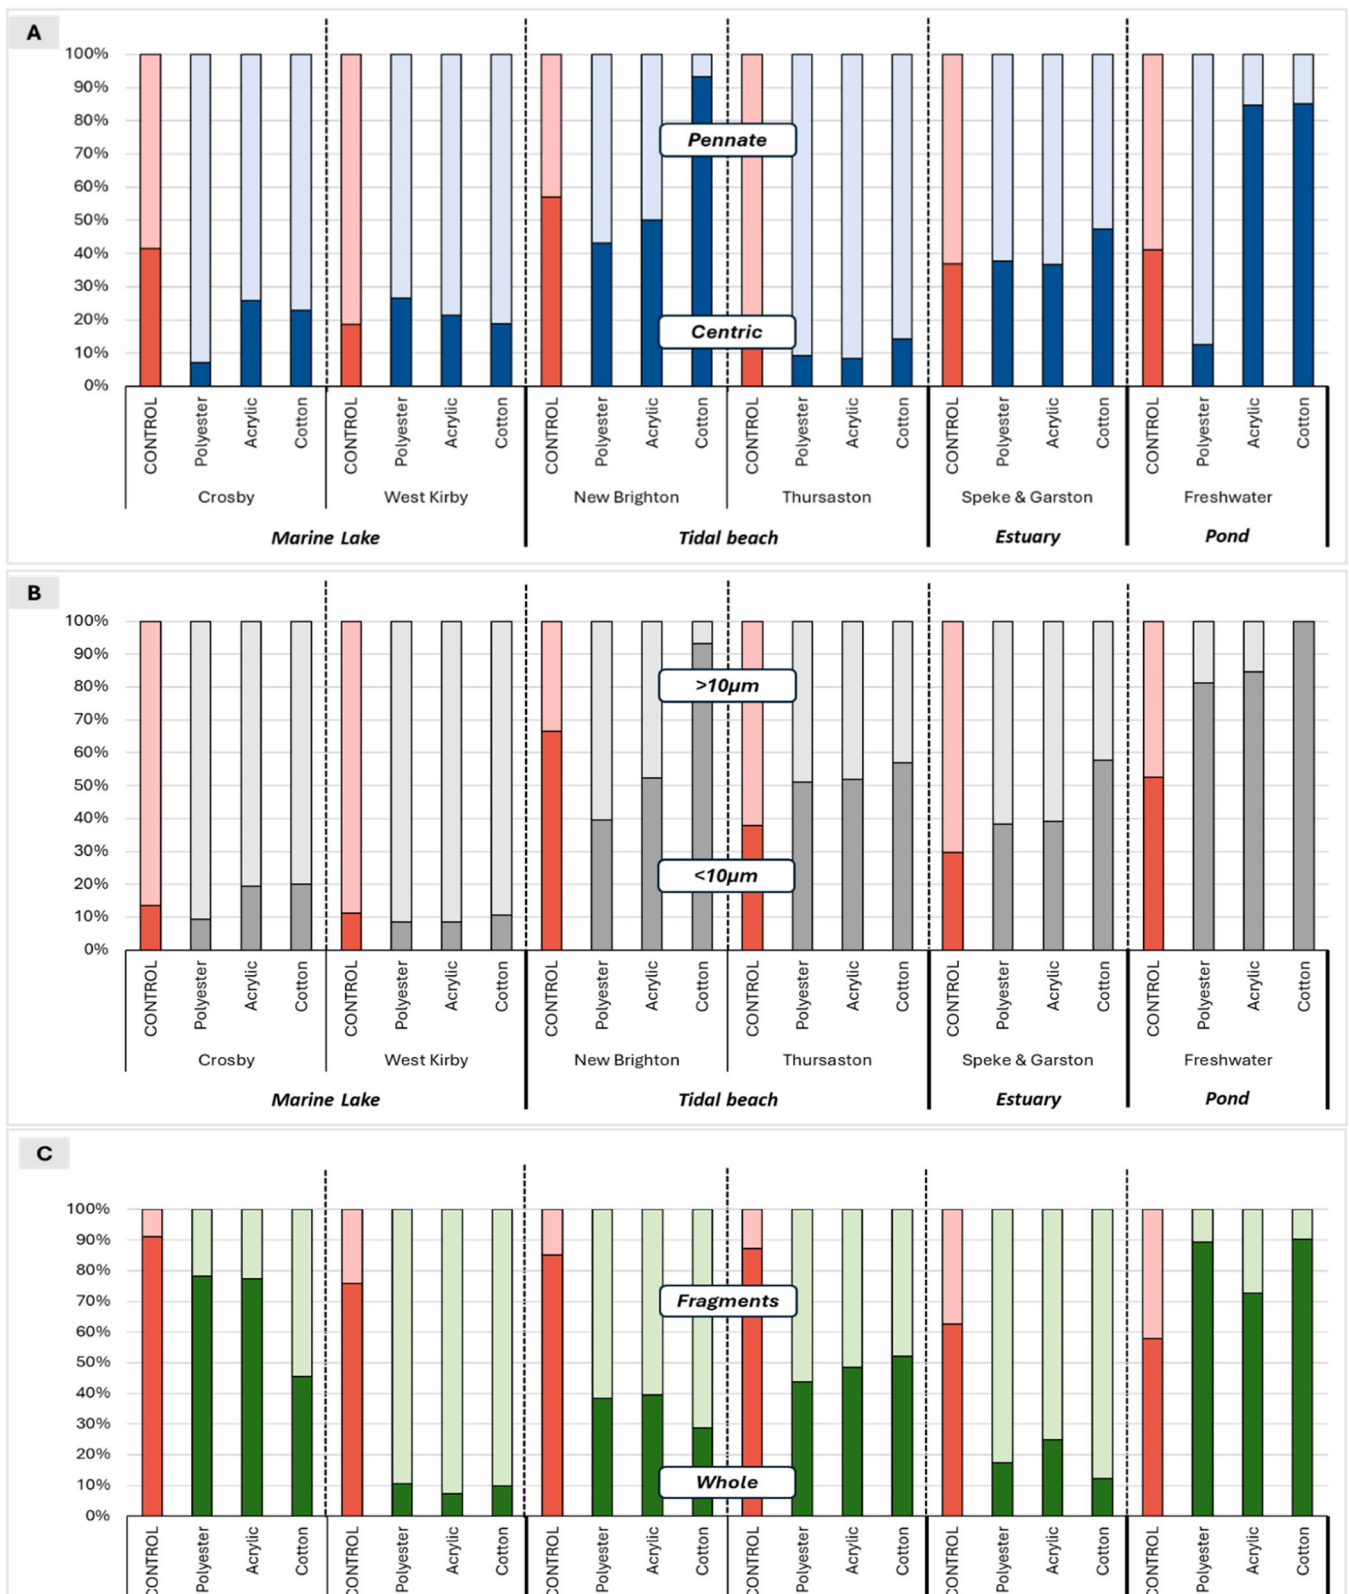 A
100%
90%
80%
70%
60%
50%
40%
30%
20%
10%
0%
Pennate
Centric
CONTROL Polyester Acrylic Cotton CONTROL Polyester Acrylic Cotton CONTROL Polyester Acrylic Cotton CONTROL Polyester Acrylic Cotton CONTROL Polyester Acrylic Cotton CONTROL Polyester Acrylic Cotton
Crosby West Kirby New Brighton Thursaston Speke & Garston Freshwater
Marine Lake Tidal beach Estuary Pond
B
100%
90%
80%
70%
60%
50%
40%
30%
20%
10%
0%
>10µm
<10µm
CONTROL Polyester Acrylic Cotton CONTROL Polyester Acrylic Cotton CONTROL Polyester Acrylic Cotton CONTROL Polyester Acrylic Cotton CONTROL Polyester Acrylic Cotton CONTROL Polyester Acrylic Cotton
Crosby West Kirby New Brighton Thursaston Speke & Garston Freshwater
Marine Lake Tidal beach Estuary Pond
C
100%
90%
80%
70%
60%
50%
40%
30%
20%
10%
0%
Fragments
Whole
CONTROL Polyester Acrylic Cotton CONTROL Polyester Acrylic Cotton CONTROL Polyester Acrylic Cotton CONTROL Polyester Acrylic Cotton CONTROL Polyester Acrylic Cotton CONTROL Polyester Acrylic Cotton